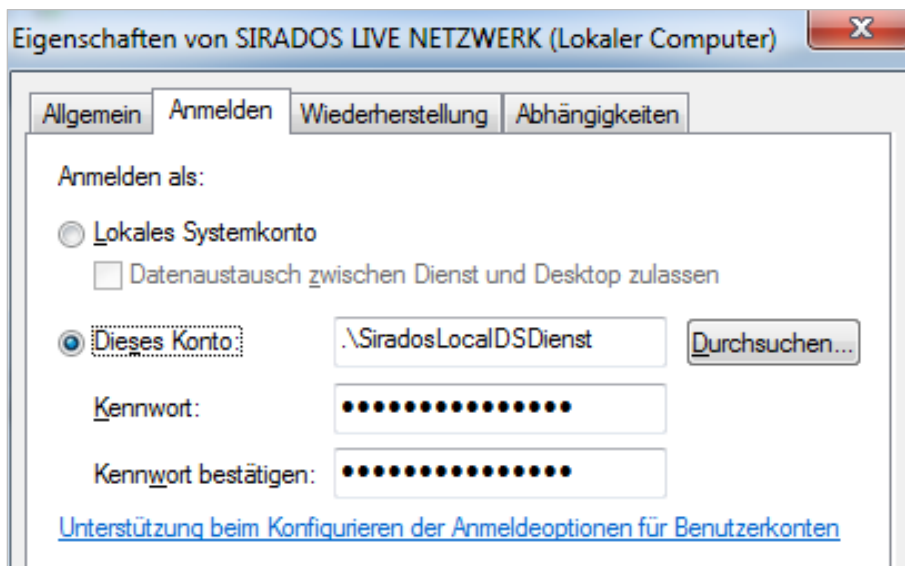 Eigenschaften von SIRADOS LIVE NETZWERK (Lokaler Computer)
Allgemein Anmelden Wiederherstellung Abhängigkeiten
Anmelden als:
Lokales Systemkonto
Datenaustausch zwischen Dienst und Desktop zulassen
Dieses Konto: .\SiradosLocalDSDienst Durchsuchen...
Kennwort: •••••••••••••••
Kennwort bestätigen: •••••••••••••••
Unterstützung beim Konfigurieren der Anmeldeoptionen für Benutzerkonten